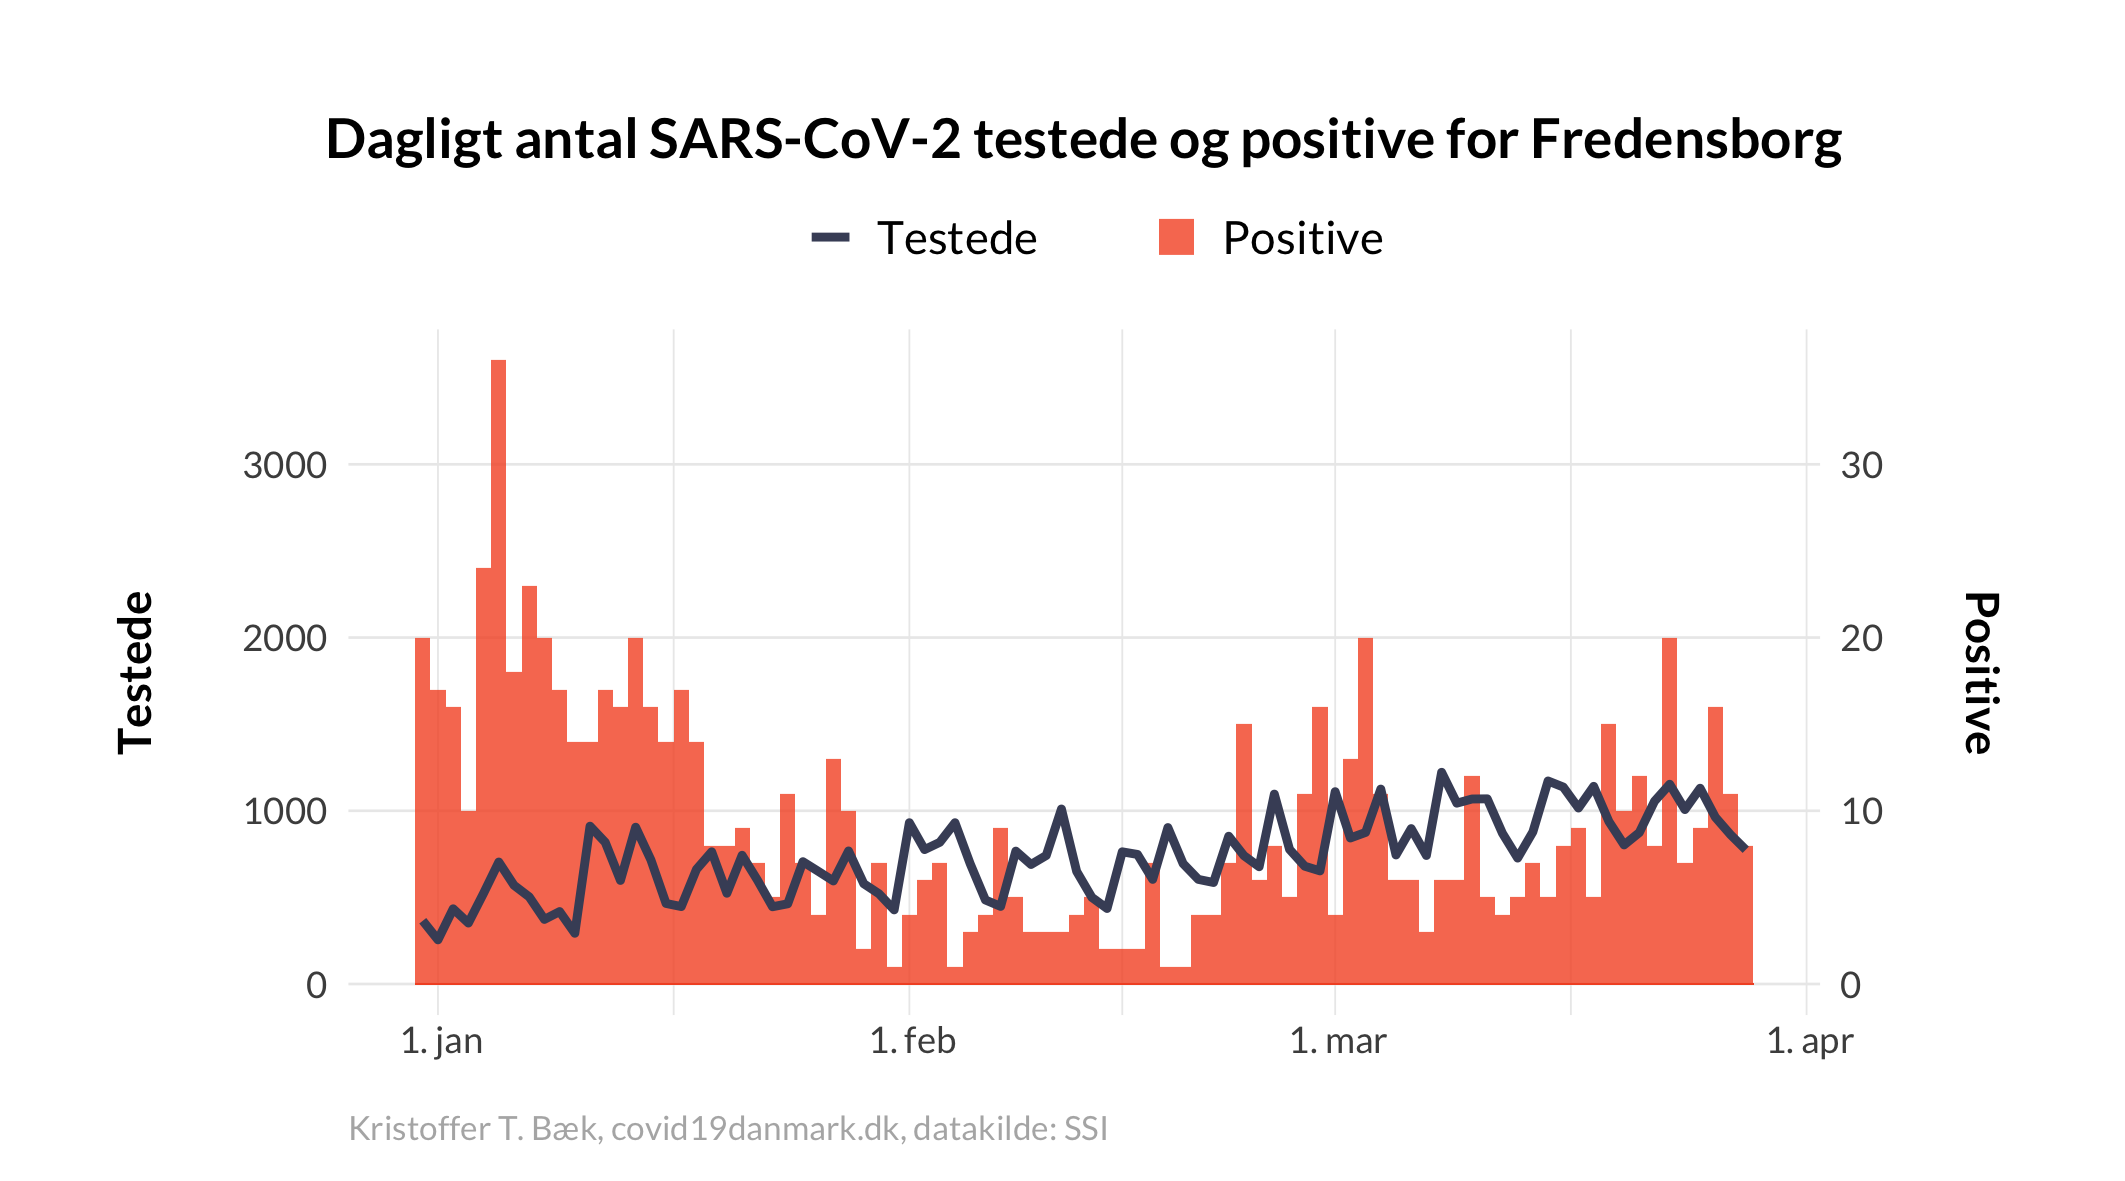 Dagligt antal SARS-CoV-2 testede og positive for Fredensborg
Testede
Positive
3000
2000
1000
0
Testede
30
20
10
0
Positive
1. jan
1. feb
1. mar
1. apr
Kristoffer T. Bæk, covid19danmark.dk, datakilde: SSI